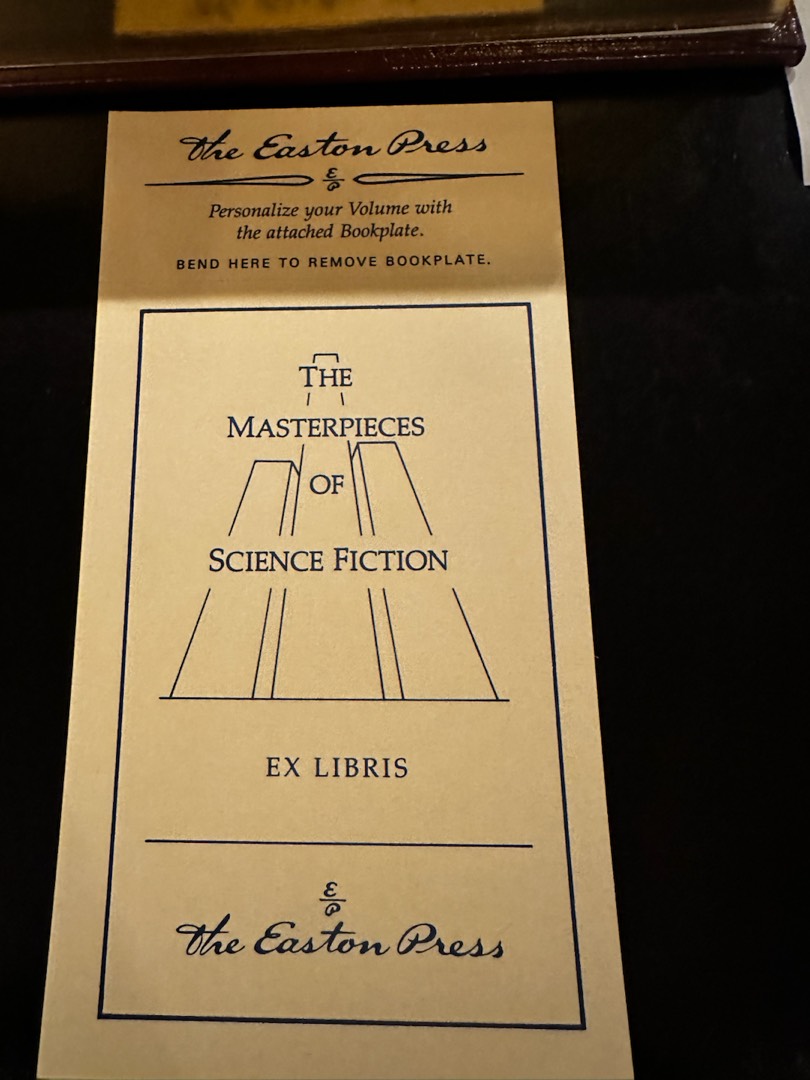 The Easton Press
E
P
Personalize your Volume with
the attached Bookplate.
BEND HERE TO REMOVE BOOKPLATE.
THE
MASTERPIECES
OF
SCIENCE FICTION
EX LIBRIS
E
P
The Easton Press